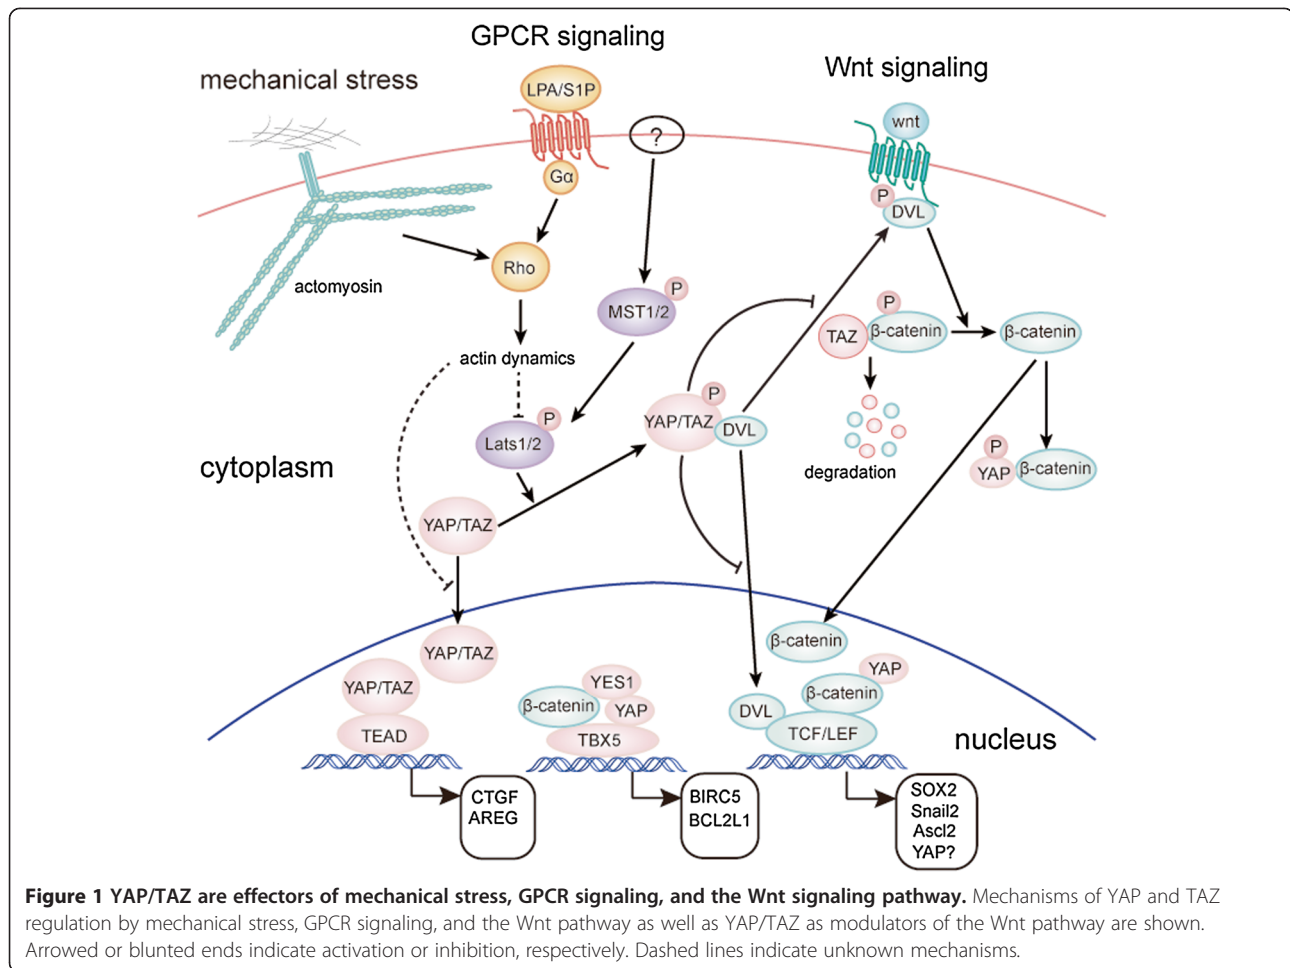 GPCR signaling
mechanical stress
Wnt signaling
LPA/S1P
?
wnt
Gα
P
DVL
Rho
actomyosin
P
MST1/2
P
TAZ
β-catenin
β-catenin
actin dynamics
P
Lats1/2
P
YAP/TAZ
DVL
degradation
P
YAP
β-catenin
cytoplasm
YAP/TAZ
YAP/TAZ
β-catenin
YAP/TAZ
TEAD
YES1
β-catenin
YAP
TBX5
YAP
β-catenin
DVL
TCF/LEF
nucleus
CTGF
AREG
BIRC5
BCL2L1
SOX2
Snail2
Ascl2
YAP?
Figure 1 YAP/TAZ are effectors of mechanical stress, GPCR signaling, and the Wnt signaling pathway. Mechanisms of YAP and TAZ
regulation by mechanical stress, GPCR signaling, and the Wnt pathway as well as YAP/TAZ as modulators of the Wnt pathway are shown.
Arrowed or blunted ends indicate activation or inhibition, respectively. Dashed lines indicate unknown mechanisms.